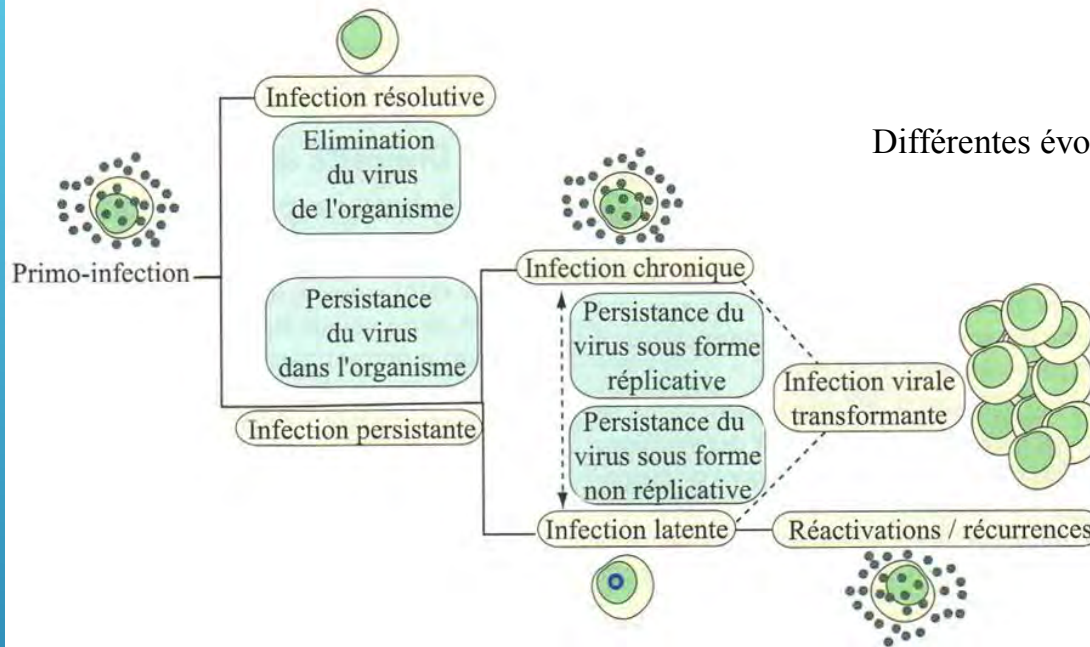 Infection résolutive
Elimination
du virus
de l'organisme
Différentes
Primo-infection
Persistance
du virus
dans l'organisme
Infection persistante
Infection chronique
Persistance du
virus sous forme
réplicative
Persistance du
virus sous forme
non réplicative
Infection latente
Infection virale
transformante
Réactivations / récurrences